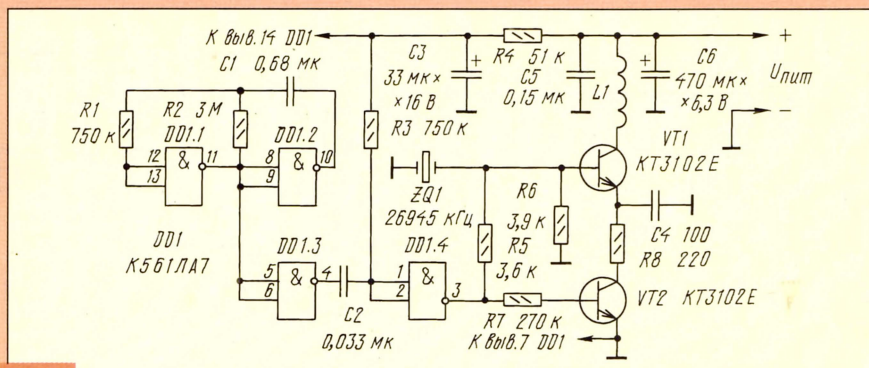 К выв.14 DD1
C1 0,68 мк
R1
750 к
R2 3 М
DD1.1
&
12
13
11
DD1.2
&
8
9
10
C3
33 мк×
×16 В
R4 51 к
C5
0,15 мк
L1
C6
470 мк×
×6,3 В
+
Uпит
−
+
+
R3 750 к
VT1
КТ3102Е
ZQ1
26945 кГц
R6
3,9 к
R5
3,6 к
C4 100
R8 220
DD1
К561ЛА7
DD1.3
&
5
6
4
C2
0,033 мк
DD1.4
&
1
2
3
R7 270 к
К выв.7 DD1
VT2 КТ3102Е